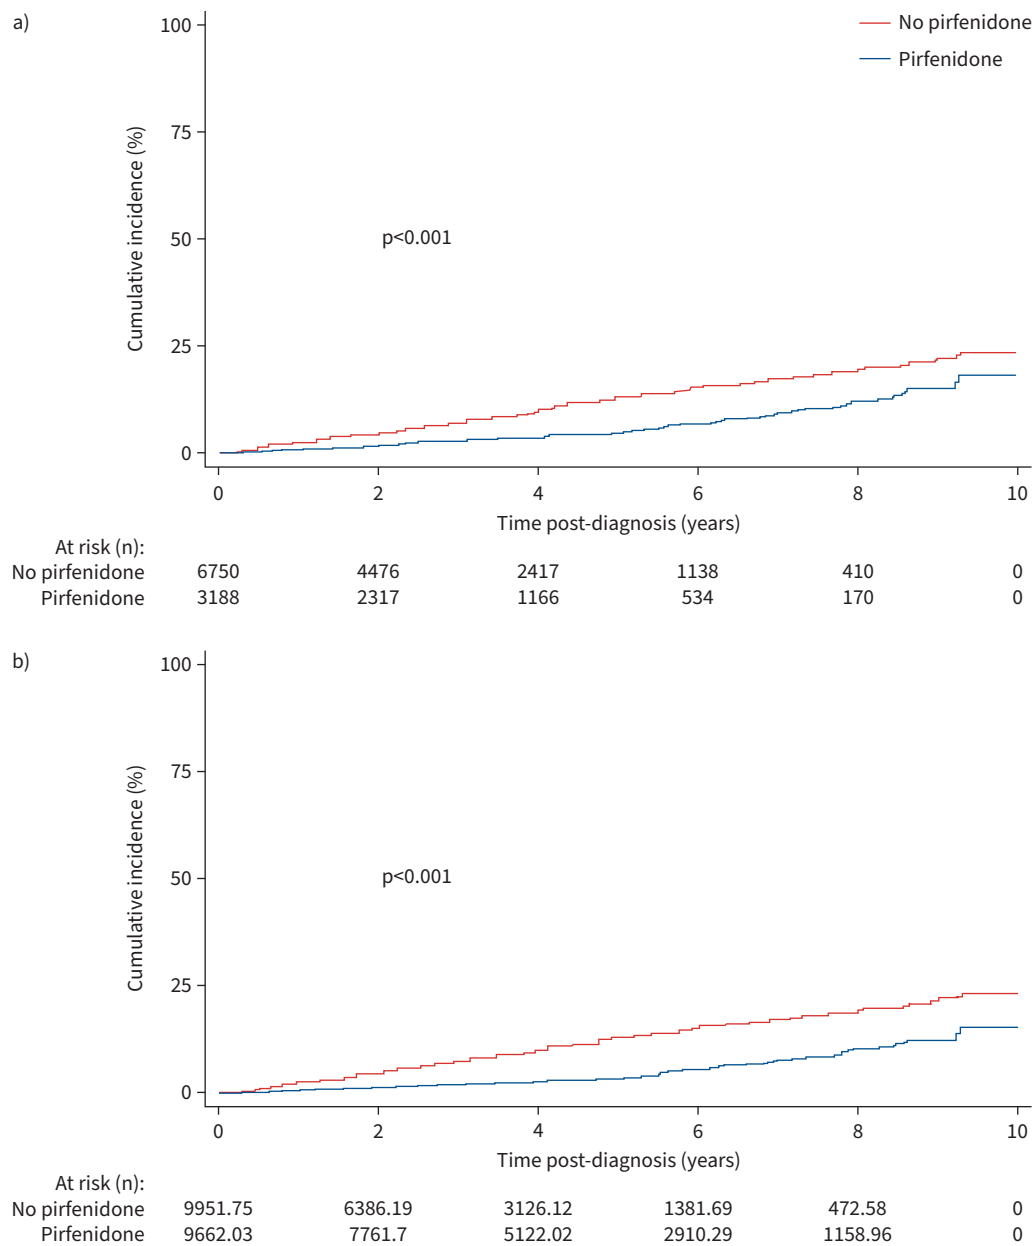 a)
No pirfenidone
Pirfenidone
100
75
50
25
0
Cumulative incidence (%)
p<0.001
0 2 4 6 8 10
Time post-diagnosis (years)
At risk (n):
No pirfenidone 6750 4476 2417 1138 410 0
Pirfenidone 3188 2317 1166 534 170 0
b)
100
75
50
25
0
Cumulative incidence (%)
p<0.001
0 2 4 6 8 10
Time post-diagnosis (years)
At risk (n):
No pirfenidone 9951.75 6386.19 3126.12 1381.69 472.58 0
Pirfenidone 9662.03 7761.7 5122.02 2910.29 1158.96 0